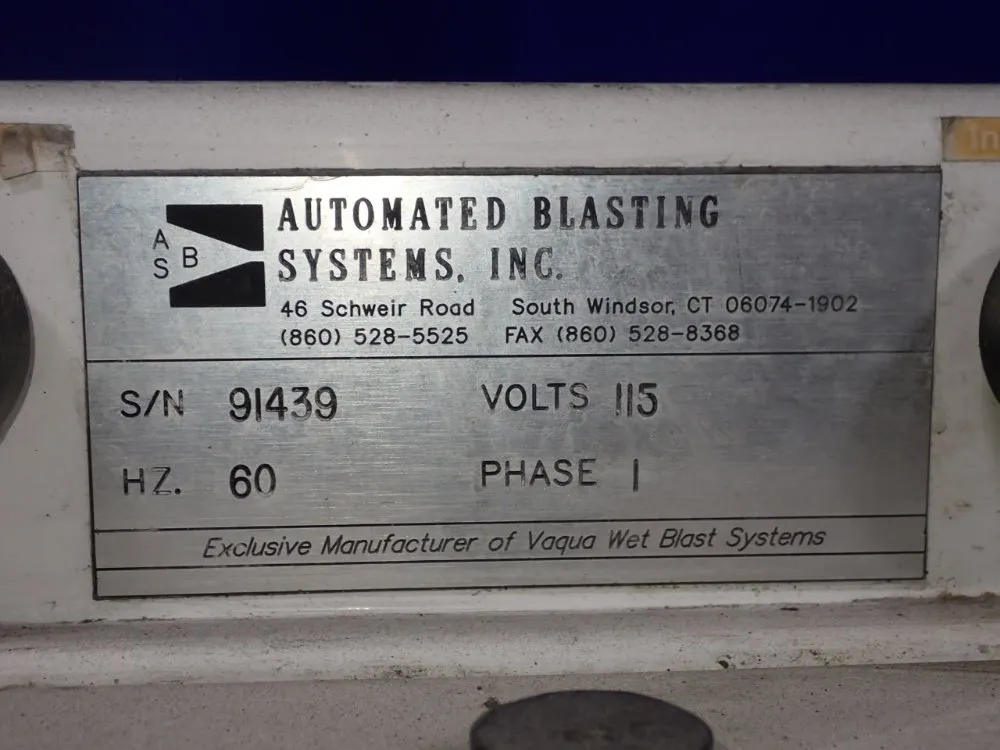 A
B
S
AUTOMATED BLASTING
SYSTEMS, INC.
46 Schweir Road South Windsor, CT 06074-1902
(860) 528-5525 FAX (860) 528-8368
S/N 91439 VOLTS 115
HZ. 60 PHASE 1
Exclusive Manufacturer of Vaqua Wet Blast Systems